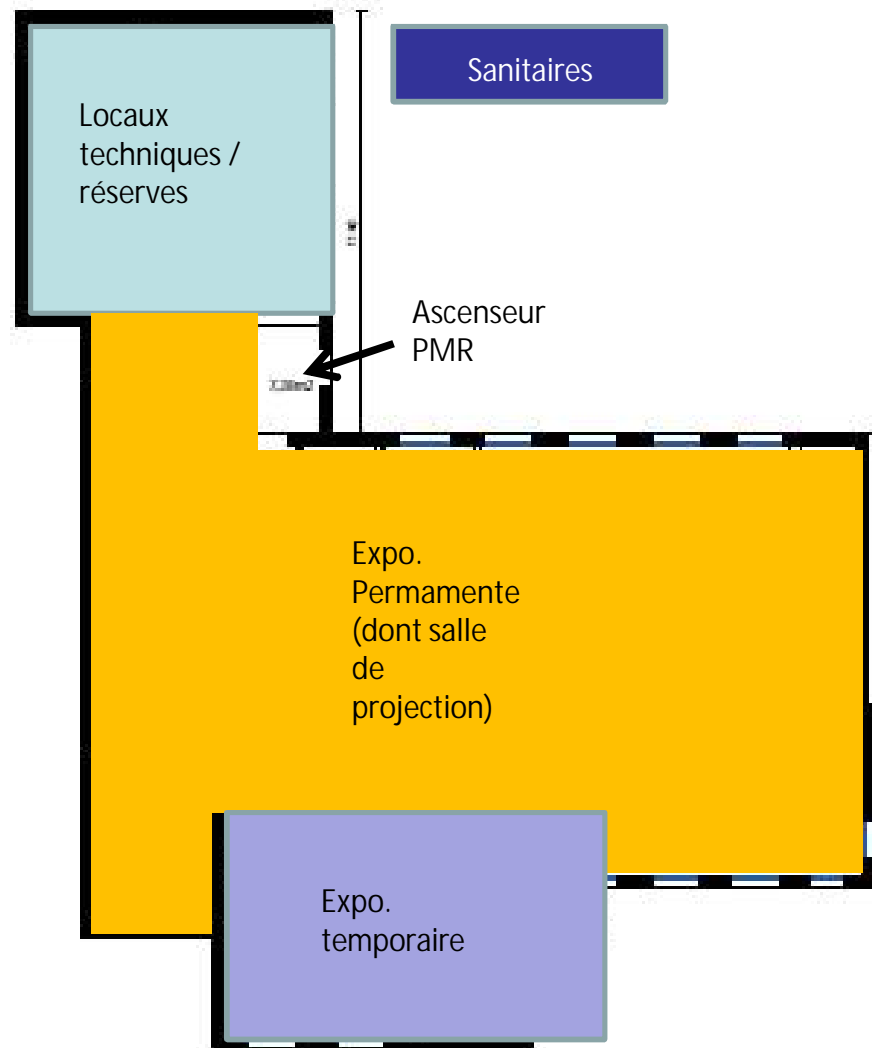 Sanitaires
Locaux
techniques /
réserves
Ascenseur
PMR
Expo.
Permamente
(dont salle
de
projection)
Expo.
temporaire